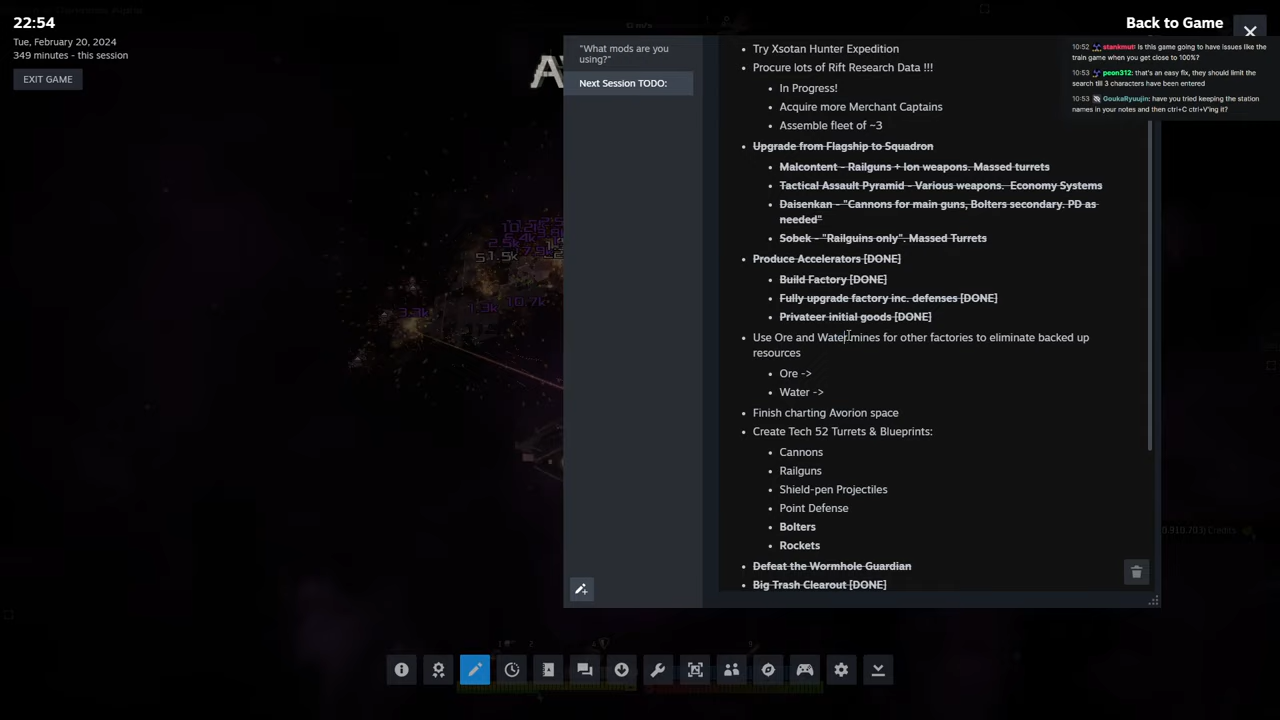 22:54
Tue, February 20, 2024
349 minutes - this session
EXIT GAME
Back to Game
"What mods are you
using?"
Next Session TODO:
10:52 stankmut: Is this game going to have issues like the
train game when you get close to 100%?
10:53 peon312: that's an easy fix, they should limit the
search till 3 characters have been entered
10:53 GoukaRyuujin: have you tried keeping the station
names in your notes and then ctrl+C ctrl+V'ing it?
Try Xsotan Hunter Expedition
Procure lots of Rift Research Data !!!
In Progress!
Acquire more Merchant Captains
Assemble fleet of ~3
Upgrade from Flagship to Squadron
Malcontent - Railguns + Ion weapons. Massed turrets
Tactical Assault Pyramid - Various weapons. Economy Systems
Daisenkan - "Cannons for main guns, Bolters secondary. PD as
needed"
Sobek - "Railguins only". Massed Turrets
Produce Accelerators [DONE]
Build Factory [DONE]
Fully upgrade factory inc. defenses [DONE]
Privateer initial goods [DONE]
Use Ore and Water mines for other factories to eliminate backed up
resources
Ore ->
Water ->
Finish charting Avorion space
Create Tech 52 Turrets & Blueprints:
Cannons
Railguns
Shield-pen Projectiles
Point Defense
Bolters
Rockets
Defeat the Wormhole Guardian
Big Trash Clearout [DONE]
10.7k
1.3k